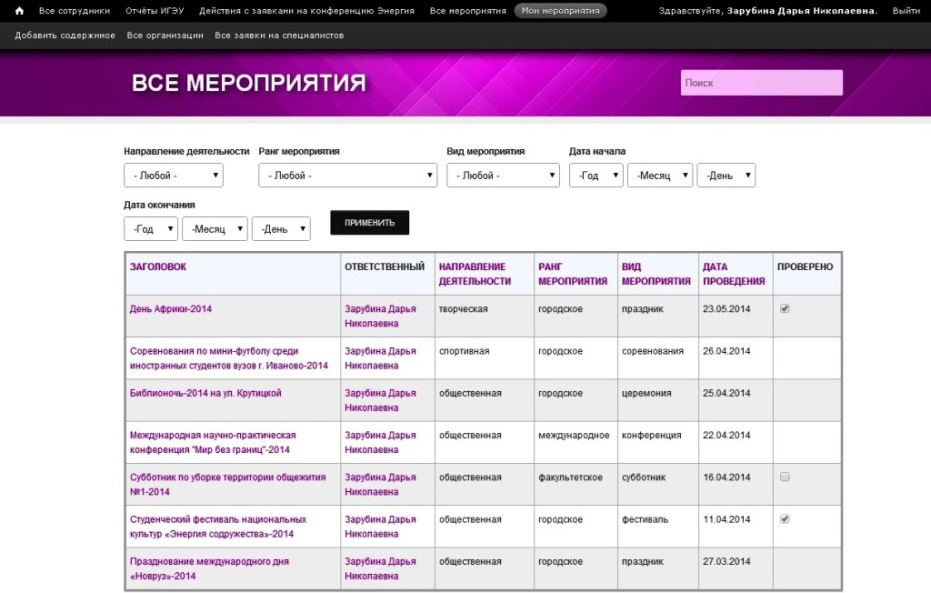 Все сотрудники Отчёты ИГЭУ Действия с заявками на конференцию Энергия Все мероприятия Мои мероприятия Здравствуйте, Зарубина Дарья Николаевна. Выйти
Добавить содержимое Все организации Все заявки на специалистов
ВСЕ МЕРОПРИЯТИЯ
Поиск
Направление деятельности Ранг мероприятия Вид мероприятия Дата начала
- Любой - - Любой - - Любой - -Год -Месяц -День
Дата окончания
-Год -Месяц -День ПРИМЕНИТЬ
ЗАГОЛОВОК ОТВЕТСТВЕННЫЙ НАПРАВЛЕНИЕ РАНГ ВИД ДАТА ПРОВЕРЕНО
ДЕЯТЕЛЬНОСТИ МЕРОПРИЯТИЯ МЕРОПРИЯТИЯ ПРОВЕДЕНИЯ
День Африки-2014 Зарубина Дарья творческая городское праздник 23.05.2014
Николаевна
Соревнования по мини-футболу среди Зарубина Дарья спортивная городское соревнования 26.04.2014
иностранных студентов вузов г. Иваново-2014 Николаевна
Библионочь-2014 на ул. Крутицкой Зарубина Дарья общественная городское церемония 25.04.2014
Николаевна
Международная научно-практическая Зарубина Дарья общественная международное конференция 22.04.2014
конференция "Мир без границ"-2014 Николаевна
Субботник по уборке территории общежития Зарубина Дарья общественная факультетское субботник 16.04.2014
№1-2014 Николаевна
Студенческий фестиваль национальных Зарубина Дарья общественная городское фестиваль 11.04.2014
культур «Энергия содружества»-2014 Николаевна
Празднование международного дня Зарубина Дарья общественная городское праздник 27.03.2014
«Новруз»-2014 Николаевна